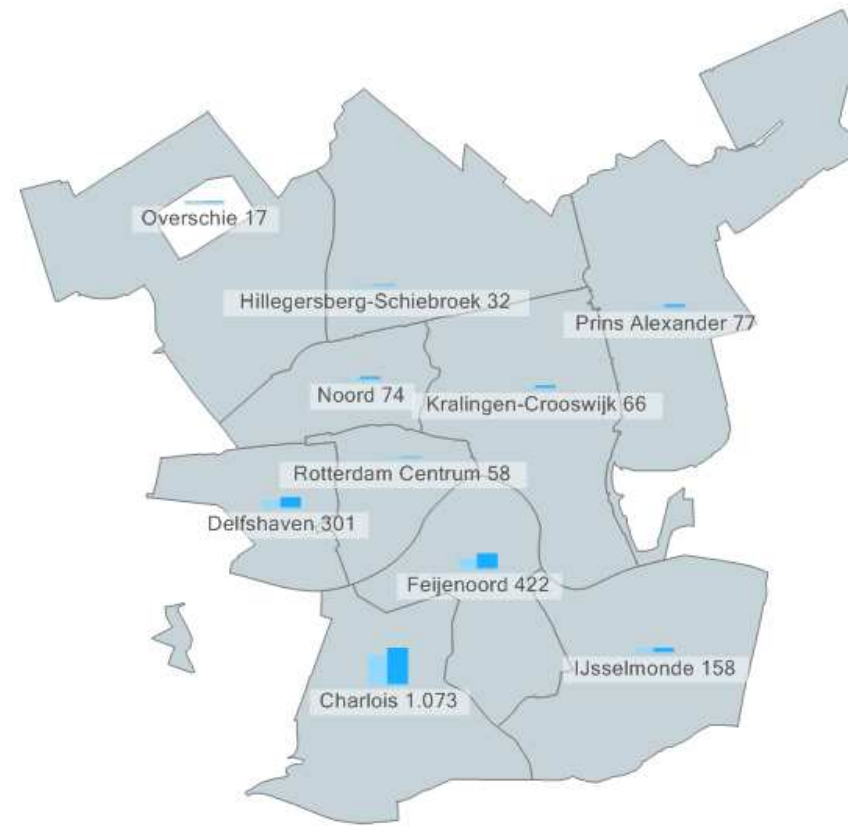 Overschie 17
Hillegersberg-Schiebroek 32
Prins Alexander 77
Noord 74
Kralingen-Crooswijk 66
Rotterdam Centrum 58
Delfshaven 301
Feijenoord 422
IJsselmonde 158
Charlois 1.073